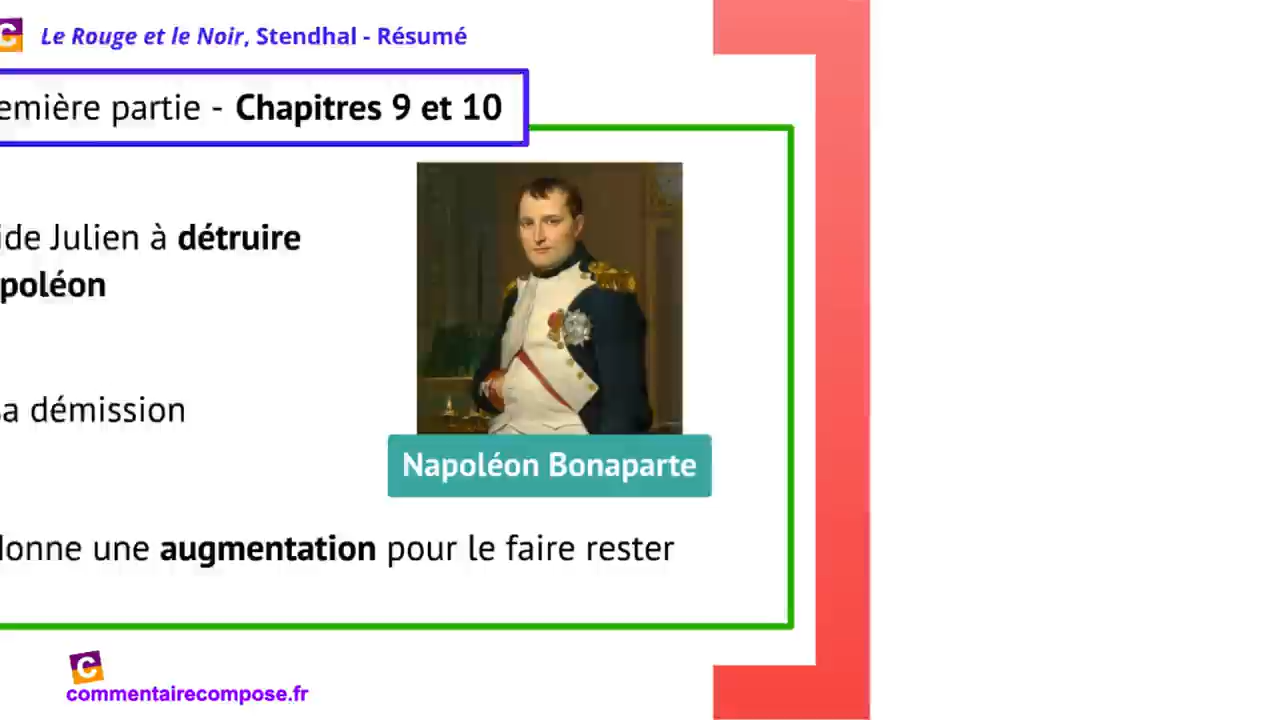 Le Rouge et le Noir, Stendhal - Résumé
emière partie - Chapitres 9 et 10
ide Julien à détruire
poléon
a démission
Napoléon Bonaparte
donne une augmentation pour le faire rester
C
commentairecompose.fr